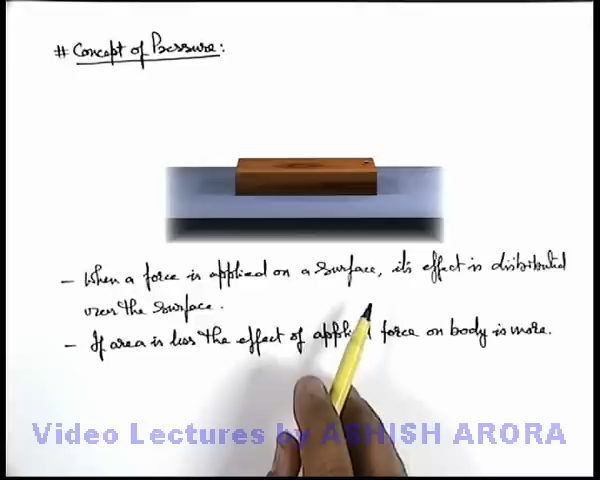 # Concept of Pressure:
- When a force is applied on a surface, its effect is distributed
over the surface.
- If area is less the effect of applied force on body is more.
Video Lectures by ASHISH ARORA